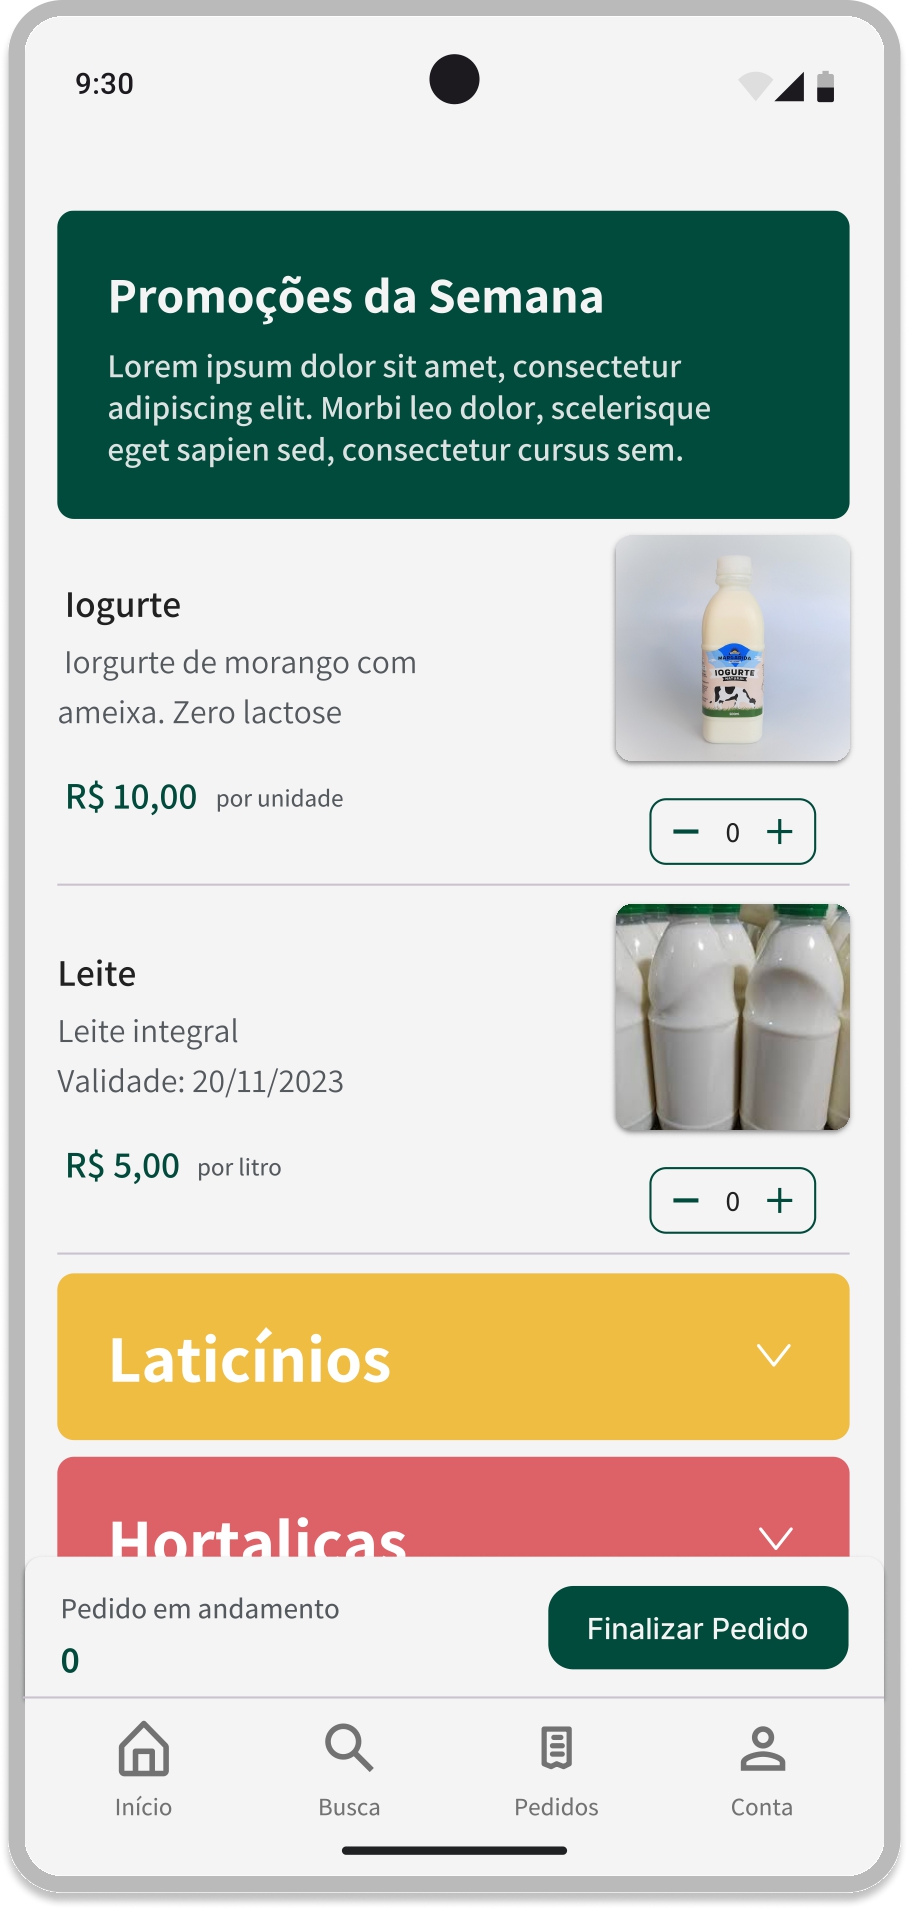 9:30
Promoções da Semana
Lorem ipsum dolor sit amet, consectetur
adipiscing elit. Morbi leo dolor, scelerisque
eget sapien sed, consectetur cursus sem.
Iogurte
Iorgurte de morango com
ameixa. Zero lactose
R$ 10,00 por unidade
MARGARIDA
IOGURTE
0
Leite
Leite integral
Validade: 20/11/2023
R$ 5,00 por litro
0
Laticínios
Hortaliças
Pedido em andamento
0
Finalizar Pedido
Início Busca Pedidos Conta